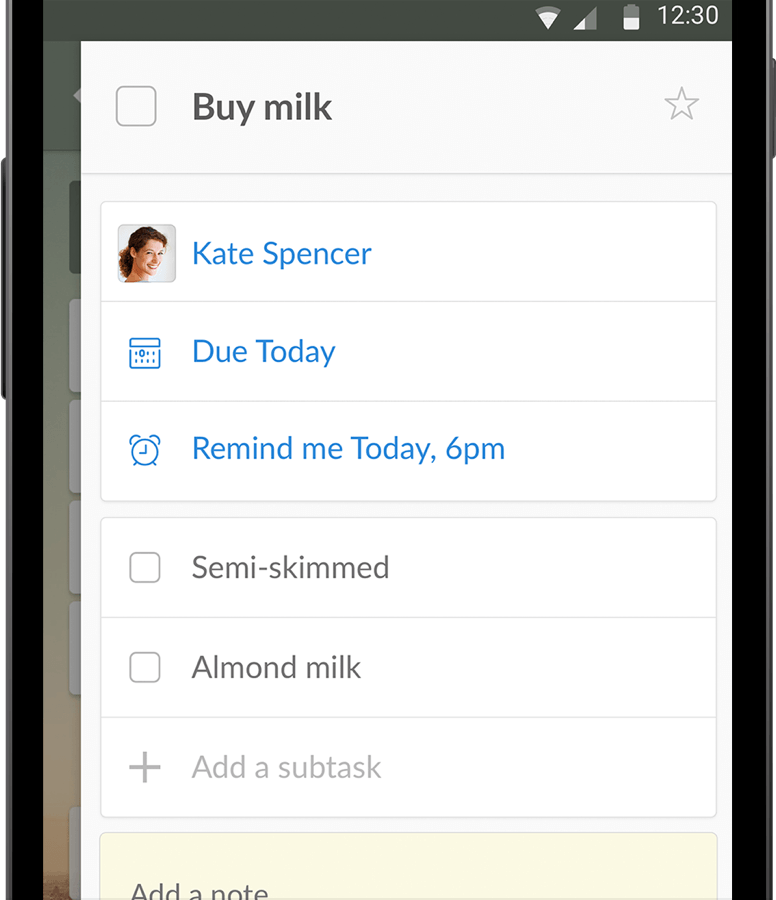 12:30
Buy milk
Kate Spencer
Due Today
Remind me Today, 6pm
Semi-skimmed
Almond milk
Add a subtask
Add a note